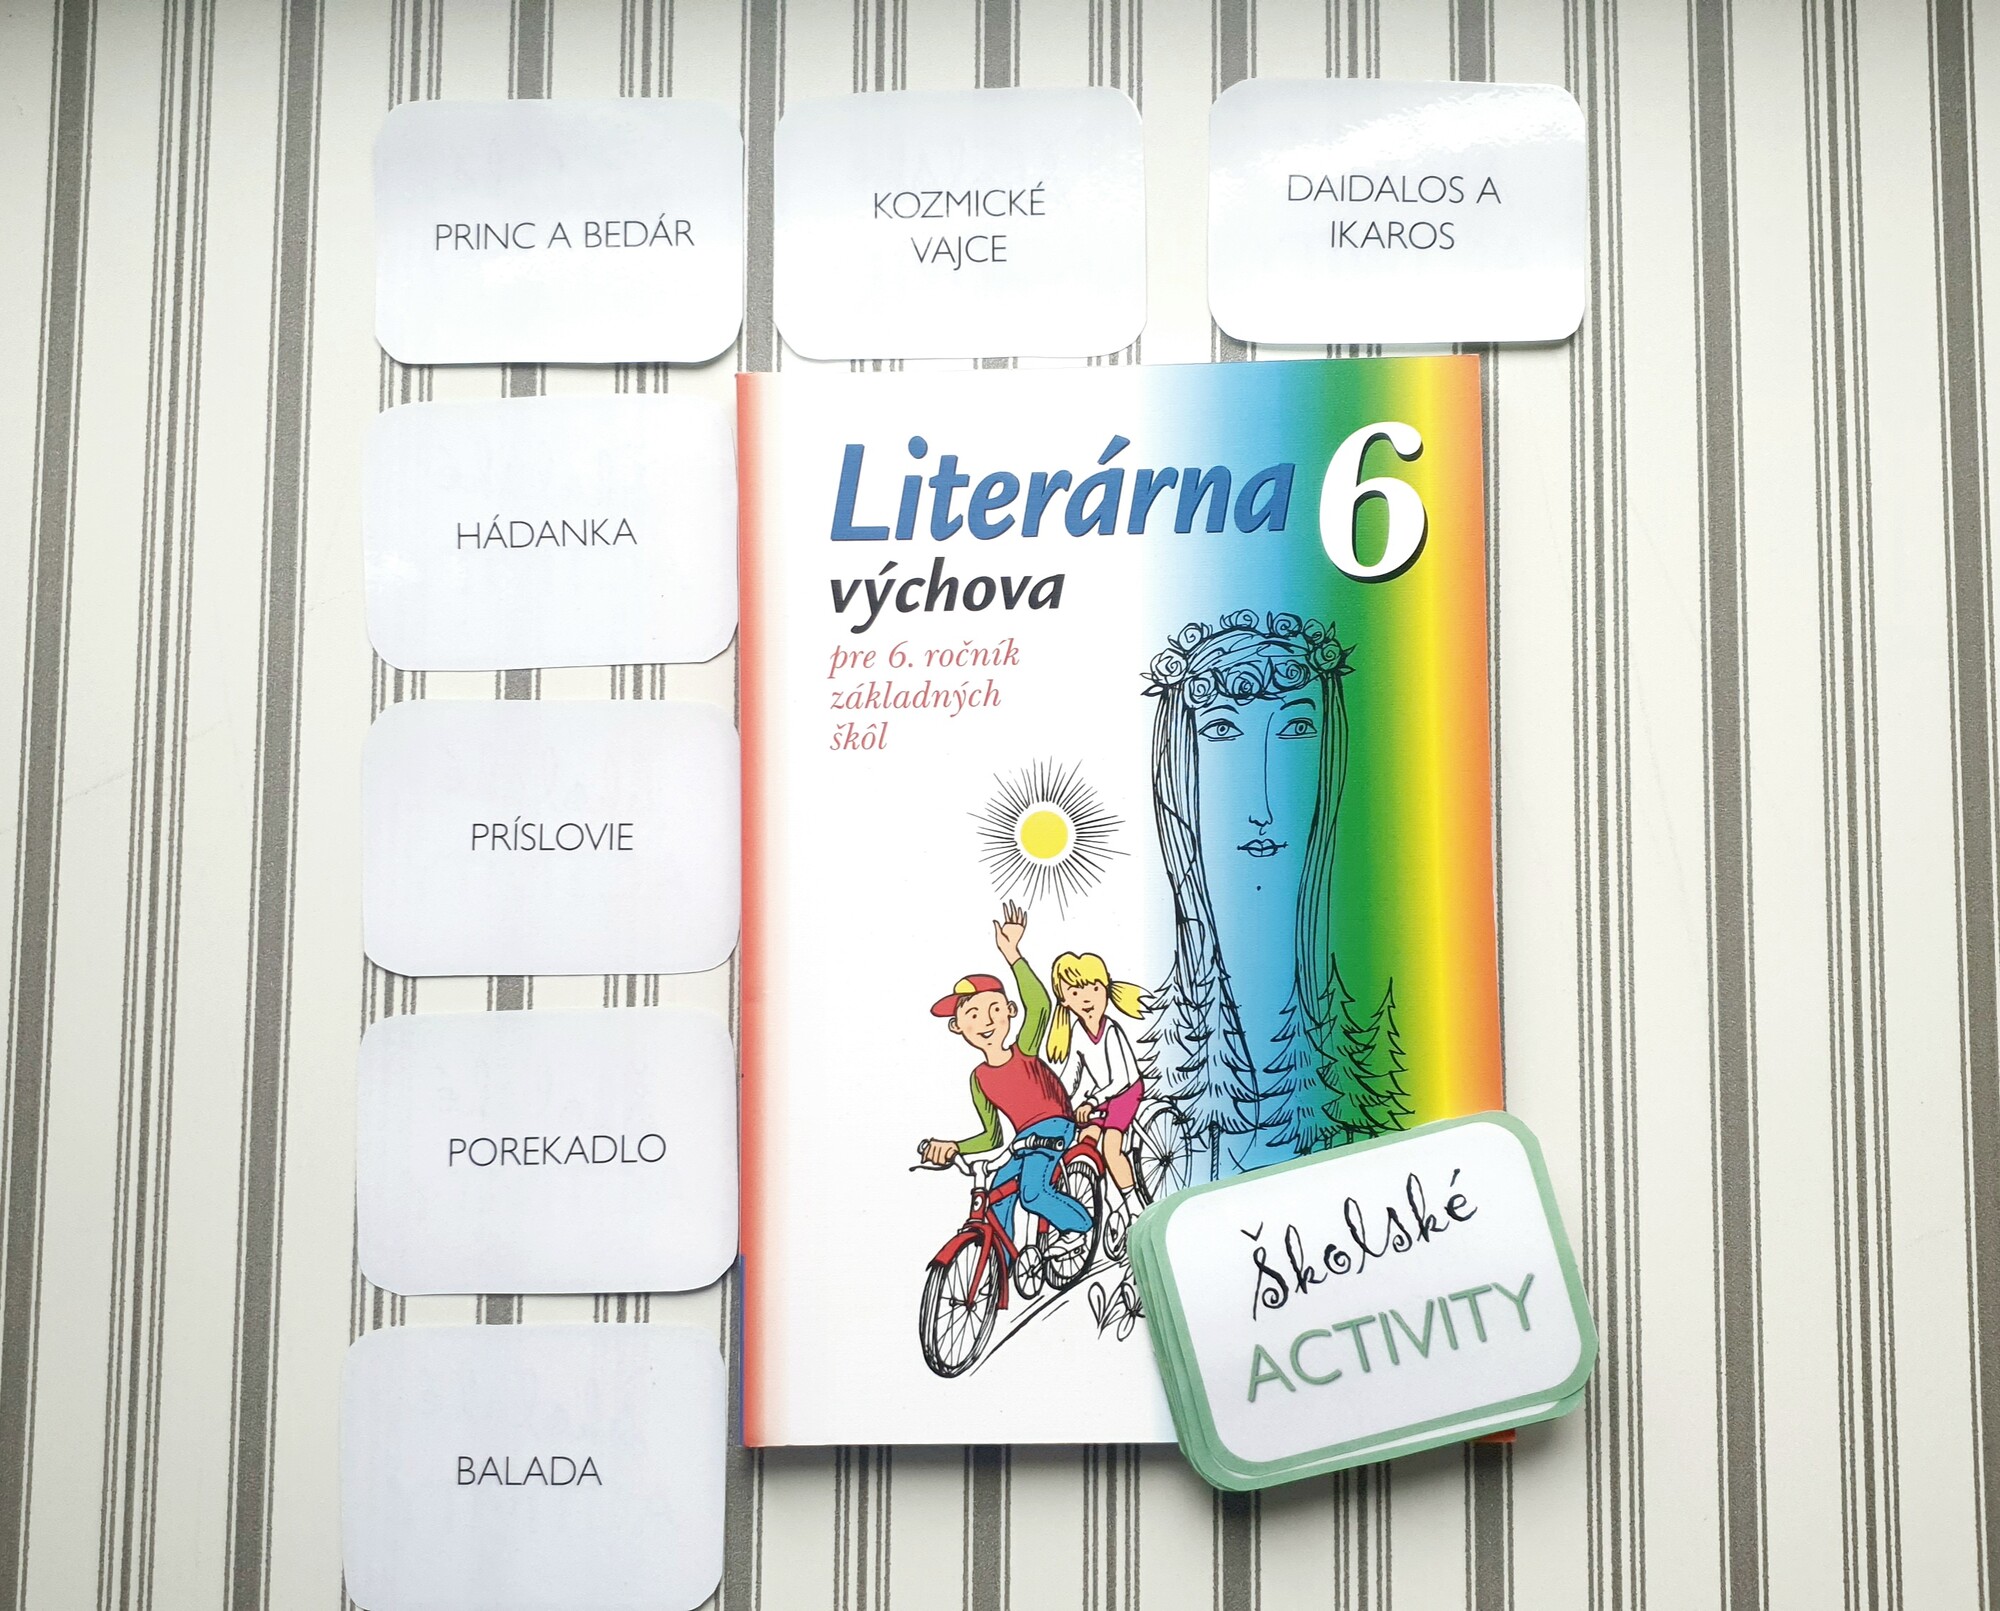 PRINC A BEDÁR
KOZMICKÉ
VAJCE
DAIDALOS A
IKAROS
HÁDANKA
PRÍSLOVIE
POREKADLO
BALADA
Literárna 6
výchova
pre 6. ročník
základných
škôl
Školské
ACTIVITY